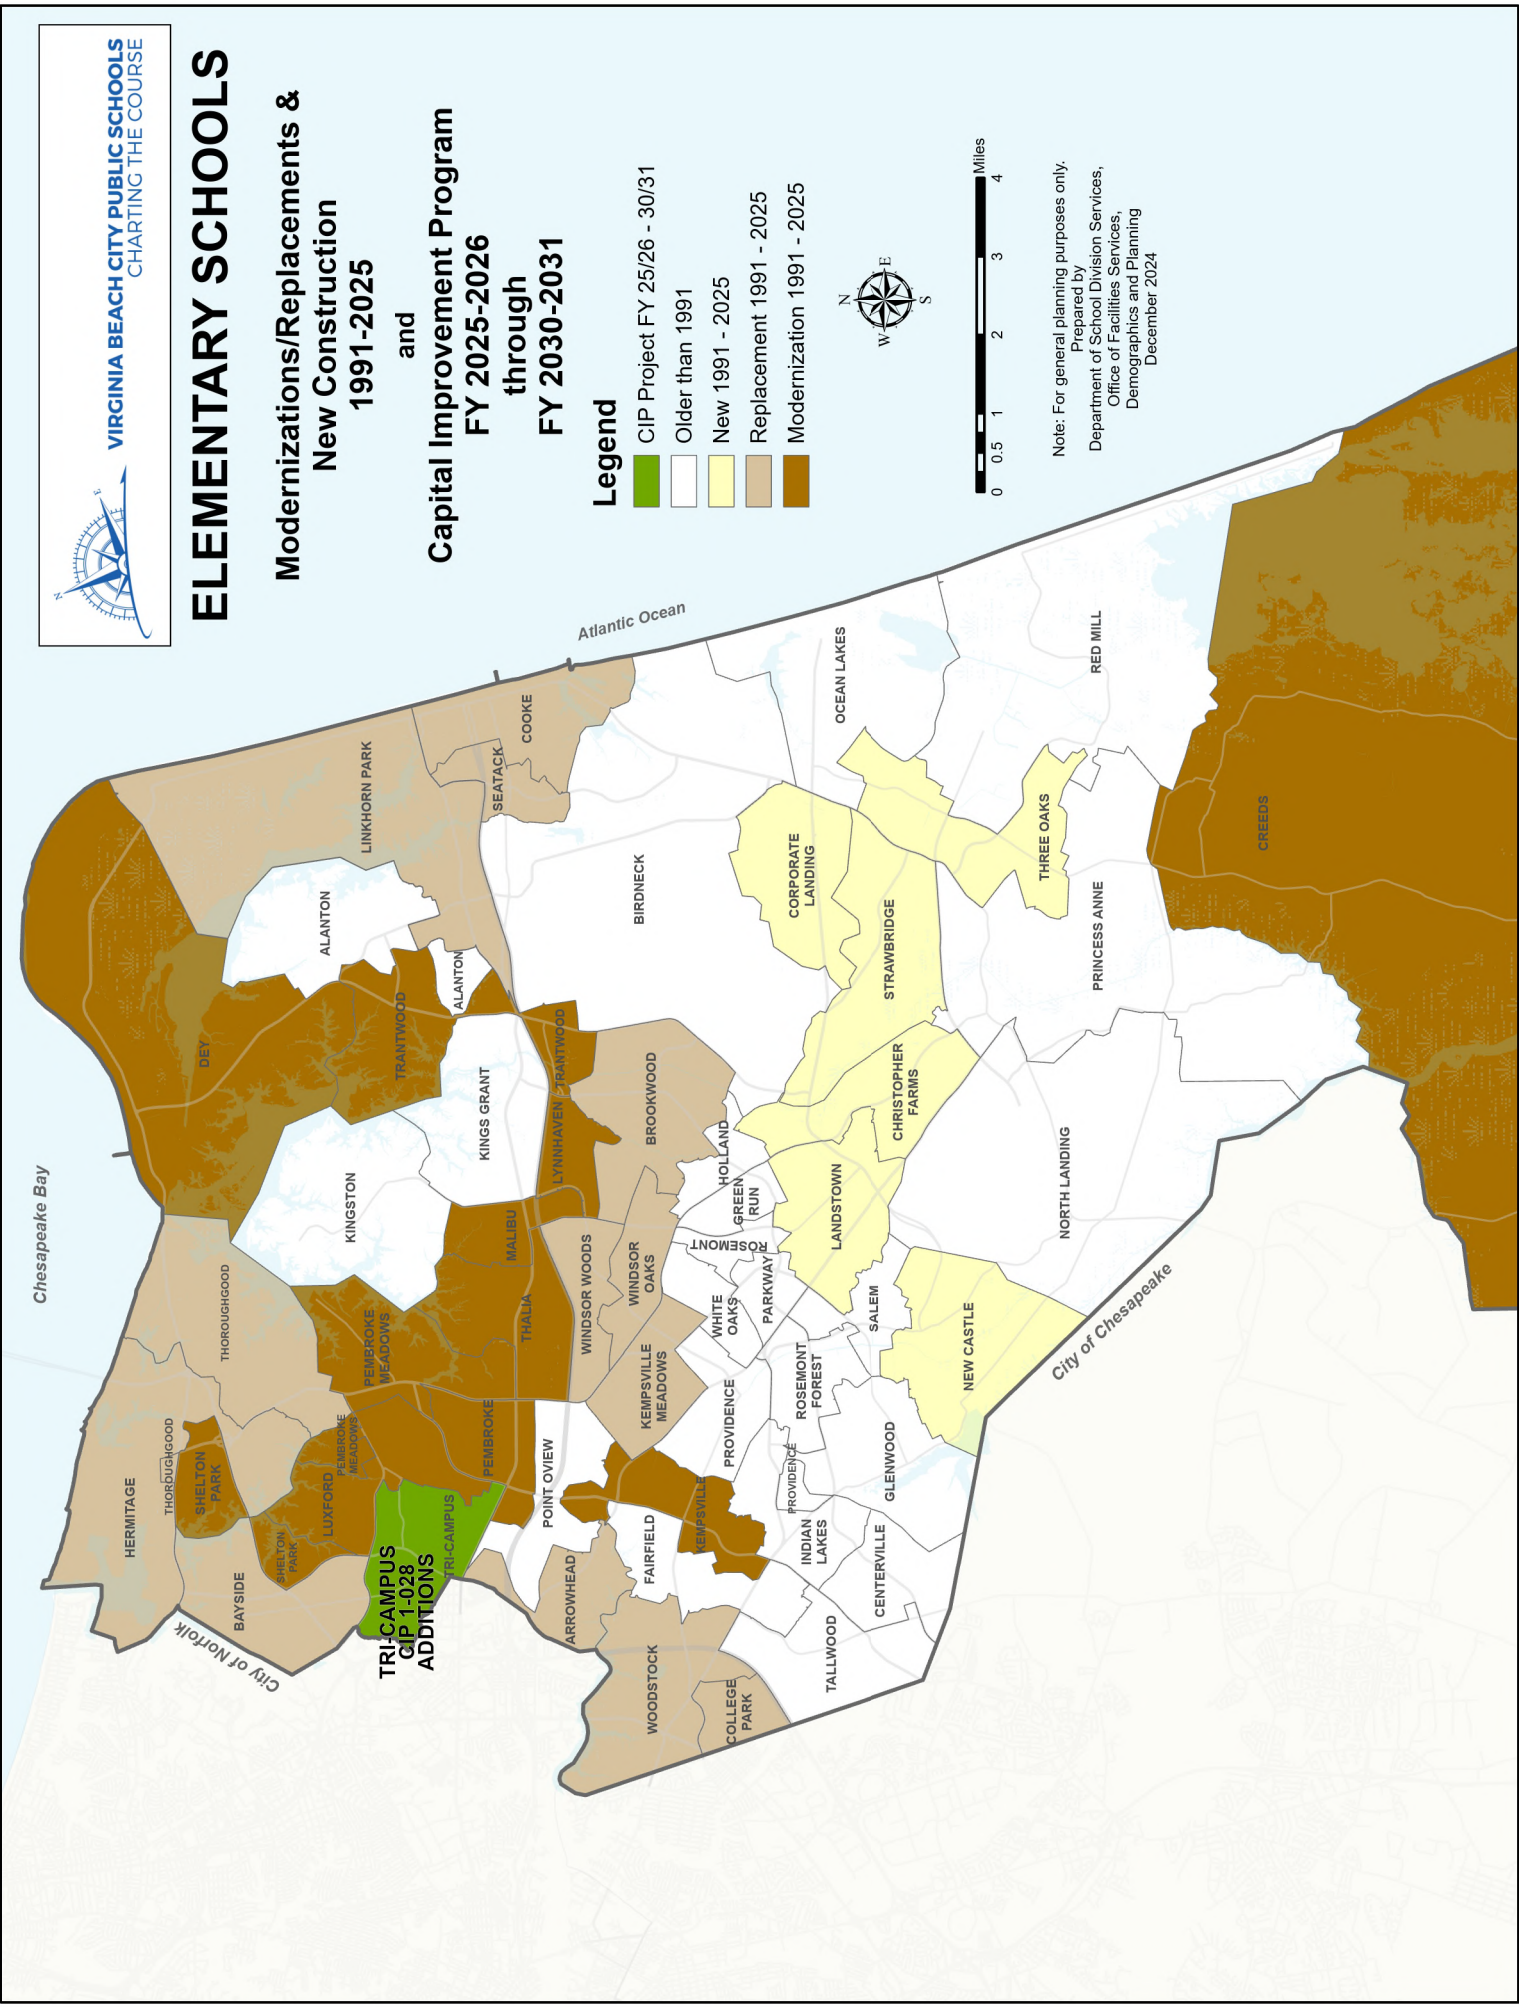 VIRGINIA BEACH CITY PUBLIC SCHOOLS
CHARTING THE COURSE
N
E
ELEMENTARY SCHOOLS
Modernizations/Replacements &
New Construction
1991-2025
and
Capital Improvement Program
FY 2025-2026
through
FY 2030-2031
Legend
CIP Project FY 25/26 - 30/31
Older than 1991
New 1991 - 2025
Replacement 1991 - 2025
Modernization 1991 - 2025
N
W
E
S
0
0.5
1
2
3
4
Miles
Note: For general planning purposes only.
Prepared by
Department of School Division Services,
Office of Facilities Services,
Demographics and Planning
December 2024
Chesapeake Bay
Atlantic Ocean
City of Norfolk
City of Chesapeake
HERMITAGE
THOROUGHGOOD
THOROUGHGOOD
SHELTON
PARK
SHELTON
PARK
BAYSIDE
LUXFORD
PEMBROKE
MEADOWS
PEMBROKE
MEADOWS
TRI-CAMPUS
TRI-CAMPUS
CIP 1-028
ADDITIONS
PEMBROKE
THALIA
MALIBU
KINGSTON
KINGS GRANT
DEY
TRANTWOOD
TRANTWOOD
ALANTON
ALANTON
LINKHORN PARK
SEATACK
COOKE
LYNNHAVEN
POINT OVIEW
WINDSOR WOODS
WINDSOR
OAKS
BROOKWOOD
BIRDNECK
KEMPSVILLE
MEADOWS
ARROWHEAD
FAIRFIELD
KEMPSVILLE
WOODSTOCK
COLLEGE
PARK
PROVIDENCE
PROVIDENCE
WHITE
OAKS
ROSEMONT
PARKWAY
GREEN
RUN
HOLLAND
ROSEMONT
FOREST
SALEM
LANDSTOWN
CHRISTOPHER
FARMS
STRAWBRIDGE
CORPORATE
LANDING
OCEAN LAKES
RED MILL
THREE OAKS
PRINCESS ANNE
NORTH LANDING
NEW CASTLE
GLENWOOD
INDIAN
LAKES
CENTERVILLE
TALLWOOD
CREEDS